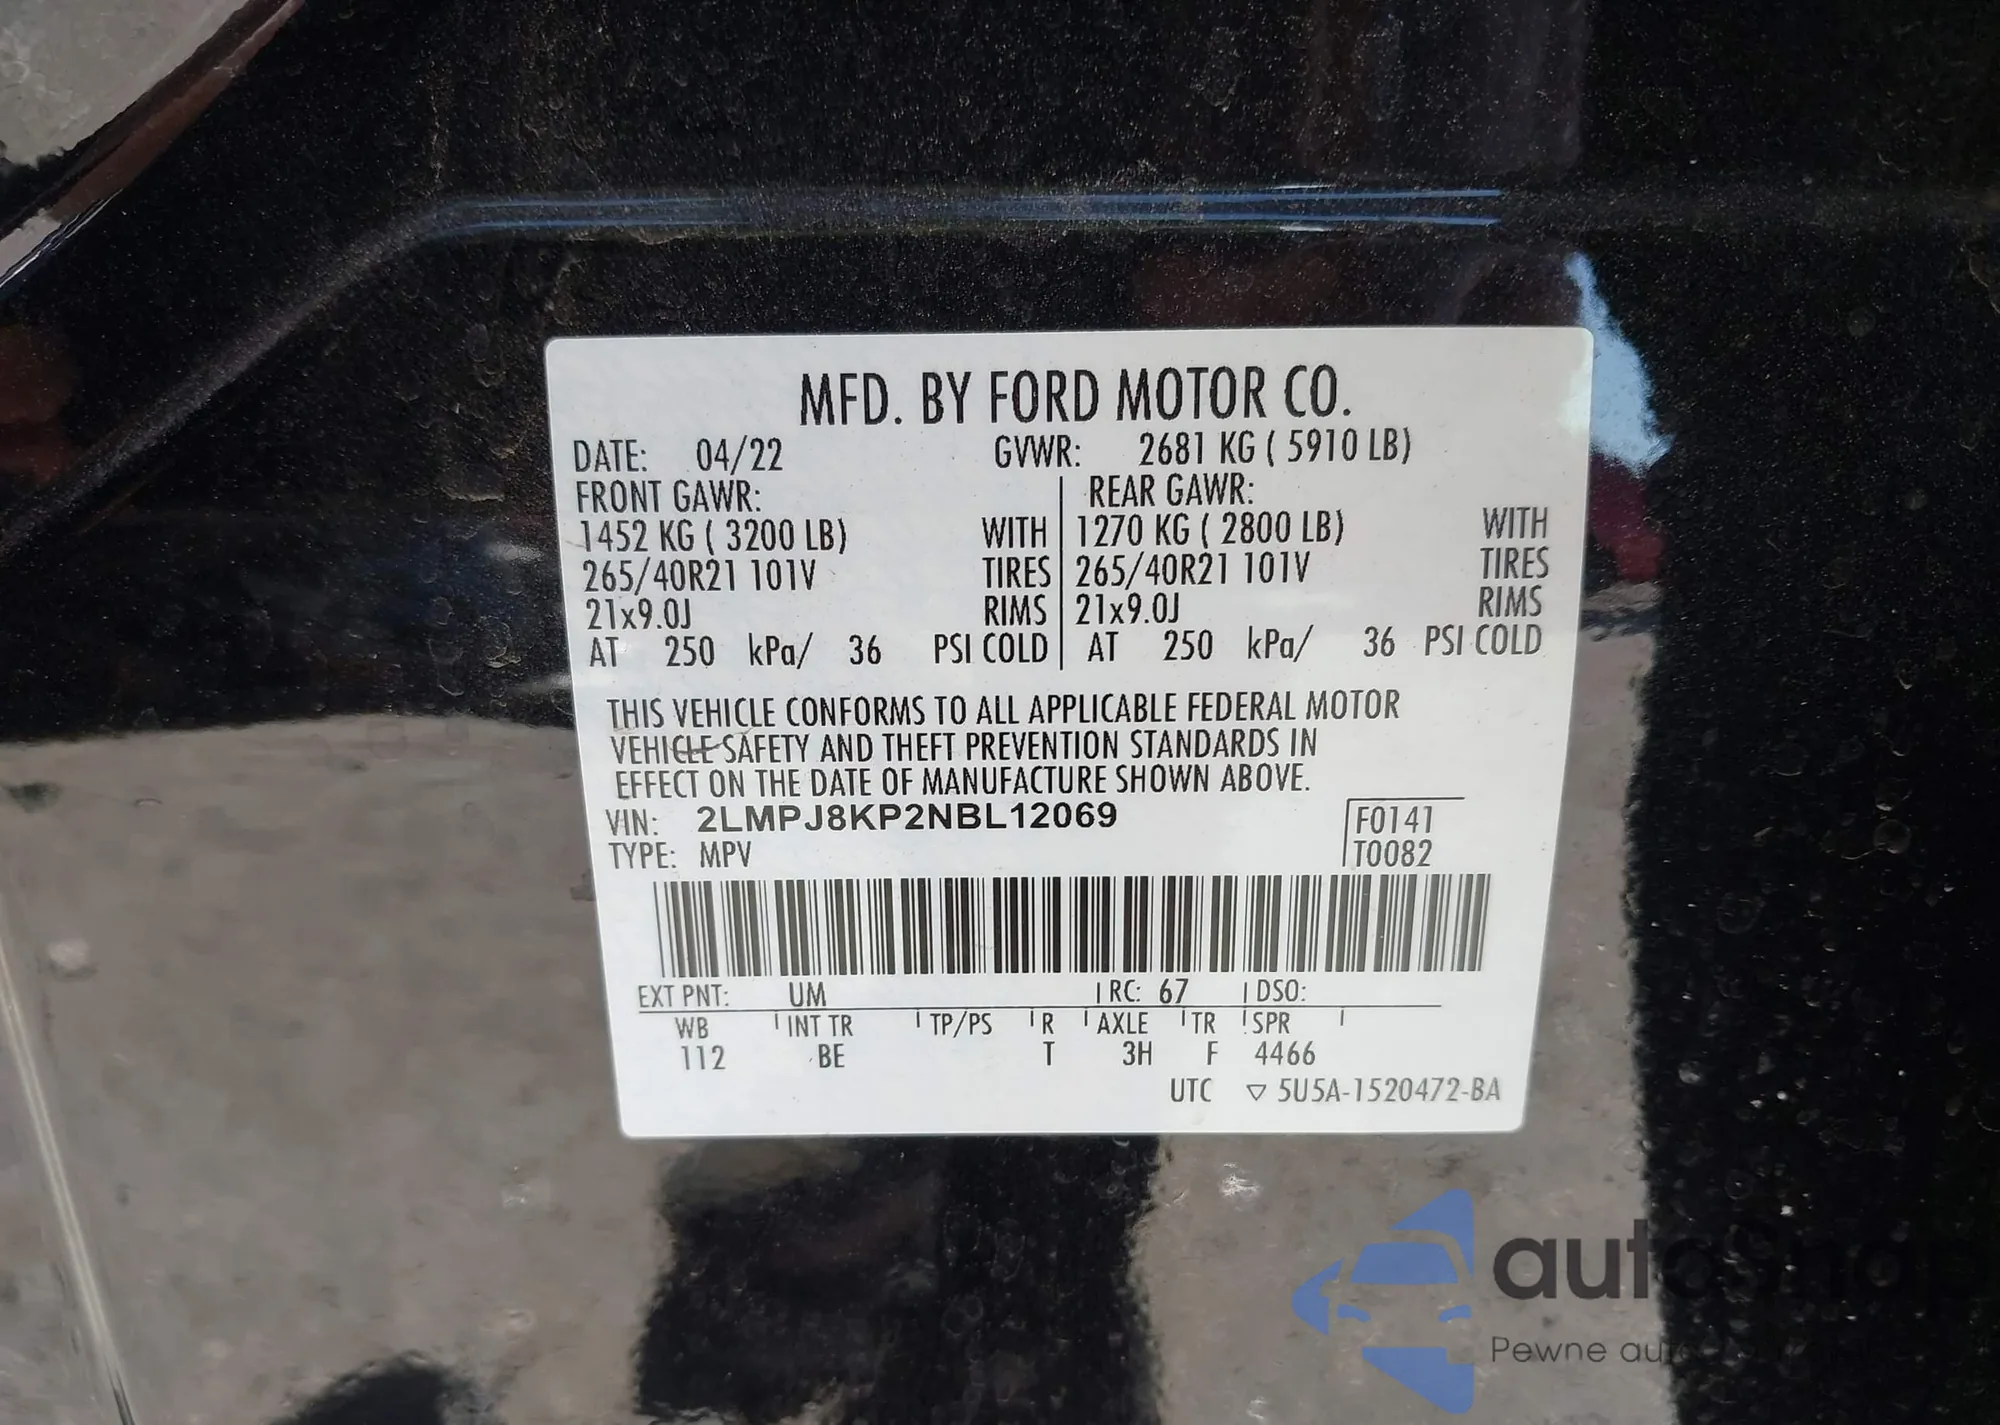 MFD. BY FORD MOTOR CO.
DATE: 04/22 GVWR: 2681 KG ( 5910 LB)
FRONT GAWR: REAR GAWR:
1452 KG ( 3200 LB) WITH 1270 KG ( 2800 LB) WITH
265/40R21 101V TIRES 265/40R21 101V TIRES
21x9.0J RIMS 21x9.0J RIMS
AT 250 kPa/ 36 PSI COLD AT 250 kPa/ 36 PSI COLD
THIS VEHICLE CONFORMS TO ALL APPLICABLE FEDERAL MOTOR
VEHICLE SAFETY AND THEFT PREVENTION STANDARDS IN
EFFECT ON THE DATE OF MANUFACTURE SHOWN ABOVE.
VIN: 2LMPJ8KP2NBL12069 F0141
TYPE: MPV T0082
EXT PNT: UM RC: 67 DSO:
WB INT TR TP/PS R AXLE TR SPR
112 BE T 3H F 4466
UTC ▽ 5U5A-1520472-BA
autoshop
Pewne